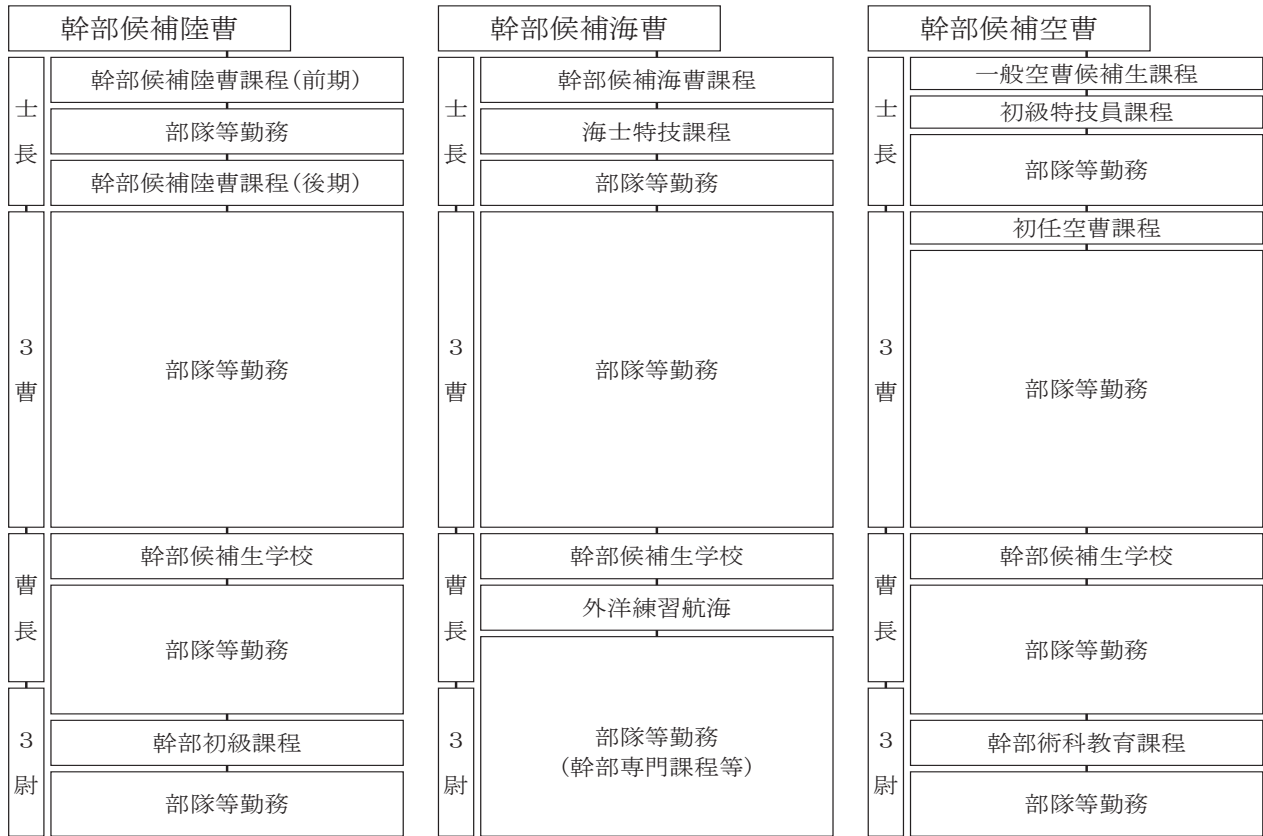 幹部候補陸曹
士長
幹部候補陸曹課程(前期)
部隊等勤務
幹部候補陸曹課程(後期)
3曹
部隊等勤務
曹長
幹部候補生学校
部隊等勤務
3尉
幹部初級課程
部隊等勤務
幹部候補海曹
士長
幹部候補海曹課程
海士特技課程
部隊等勤務
3曹
部隊等勤務
曹長
幹部候補生学校
外洋練習航海
3尉
部隊等勤務
(幹部専門課程等)
幹部候補空曹
士長
一般空曹候補生課程
初級特技員課程
部隊等勤務
3曹
初任空曹課程
部隊等勤務
曹長
幹部候補生学校
部隊等勤務
3尉
幹部術科教育課程
部隊等勤務